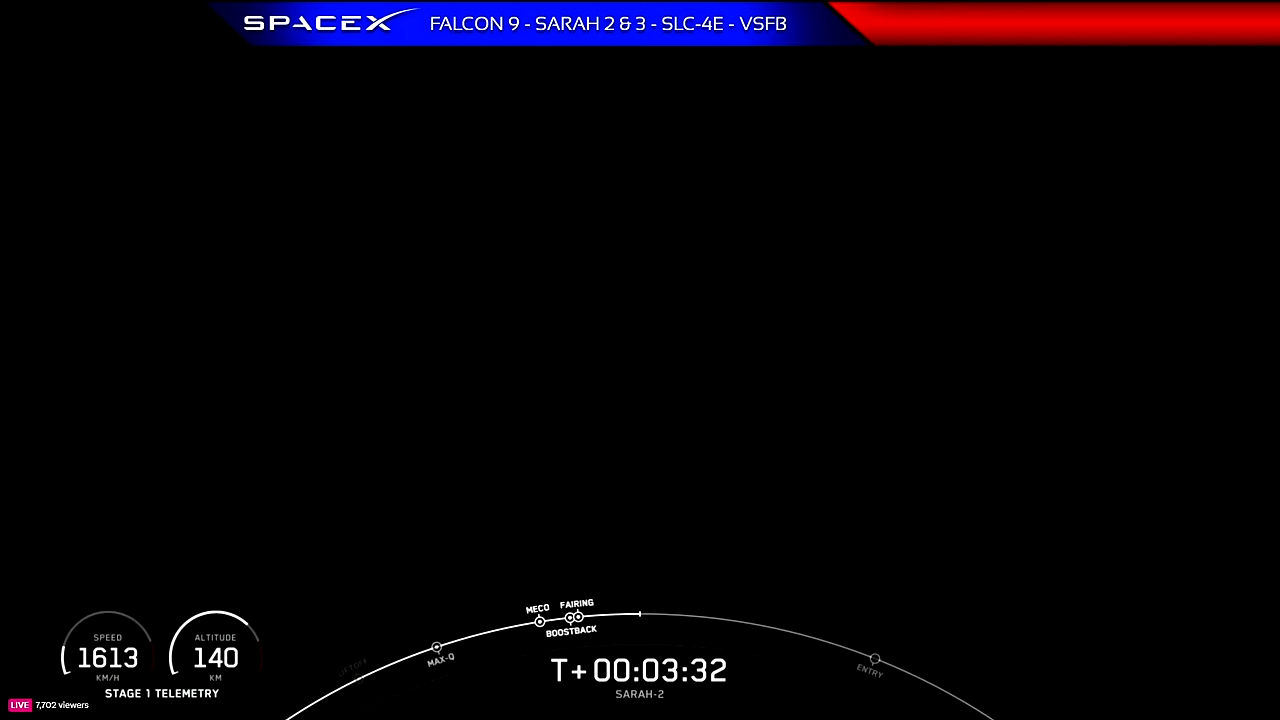 SPACEX
FALCON 9 - SARAH 2 & 3 - SLC-4E - VSFB
MECO
FAIRING
BOOSTBACK
MAX-Q
ENTRY
SPEED
1613
KM/H
ALTITUDE
140
KM
STAGE 1 TELEMETRY
T+00:03:32
SARAH-2
LIVE 7,702 viewers